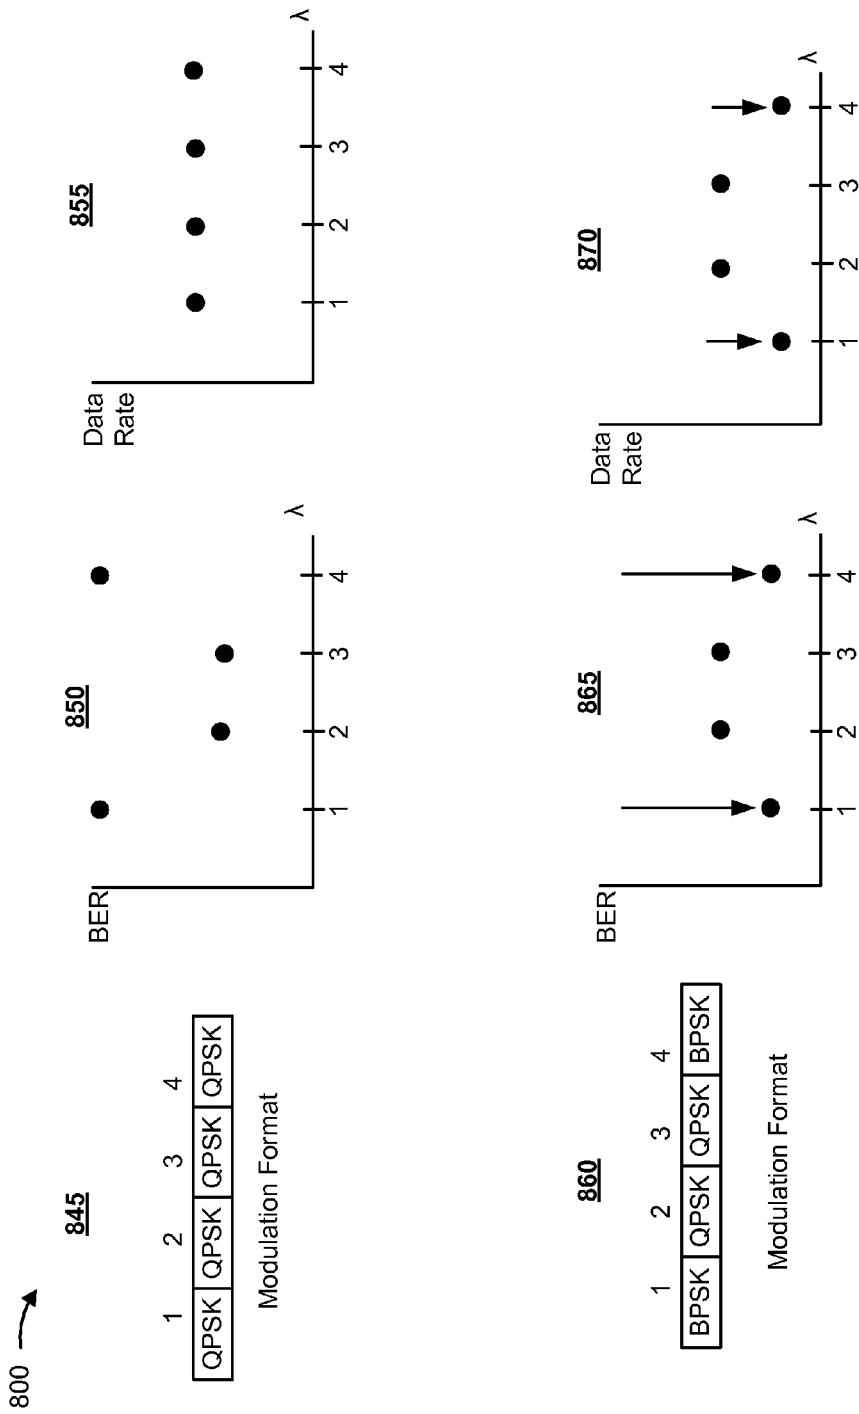 800
845
1 2 3 4
QPSK QPSK QPSK QPSK
Modulation Format
850
BER
1 2 3 4 λ
855
Data
Rate
1 2 3 4 λ
860
1 2 3 4
BPSK QPSK QPSK BPSK
Modulation Format
865
BER
1 2 3 4 λ
870
Data
Rate
1 2 3 4 λ